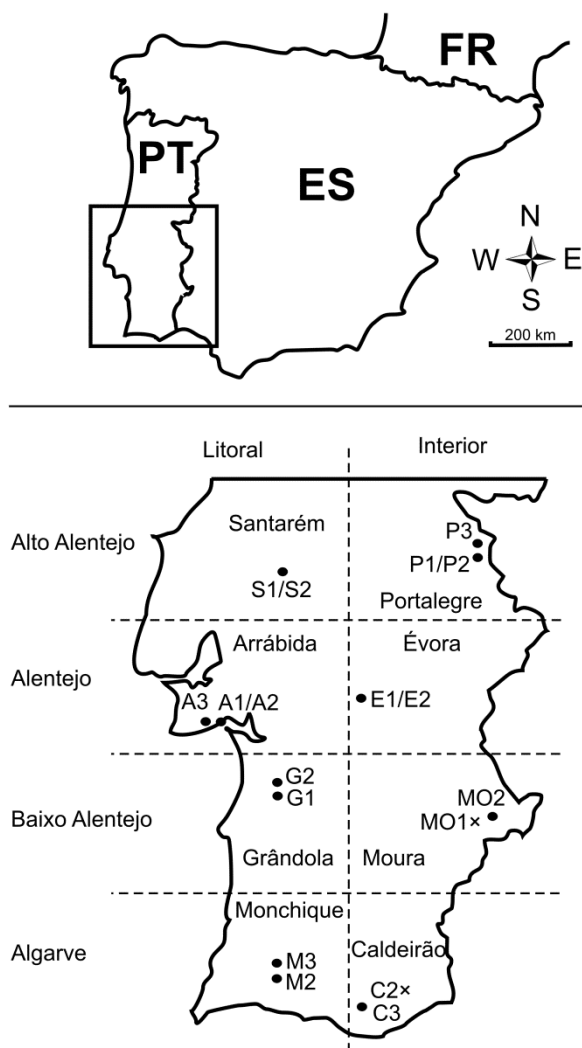 FR
PT
ES
N
W E
S
200 km
Litoral
Interior
Alto Alentejo
Santarém
S1/S2
P3
P1/P2
Portalegre
Alentejo
Arrábida
A3
A1/A2
Évora
E1/E2
Baixo Alentejo
G2
G1
Grândola
MO2
MO1×
Moura
Algarve
Monchique
M3
M2
Caldeirão
C2×
C3